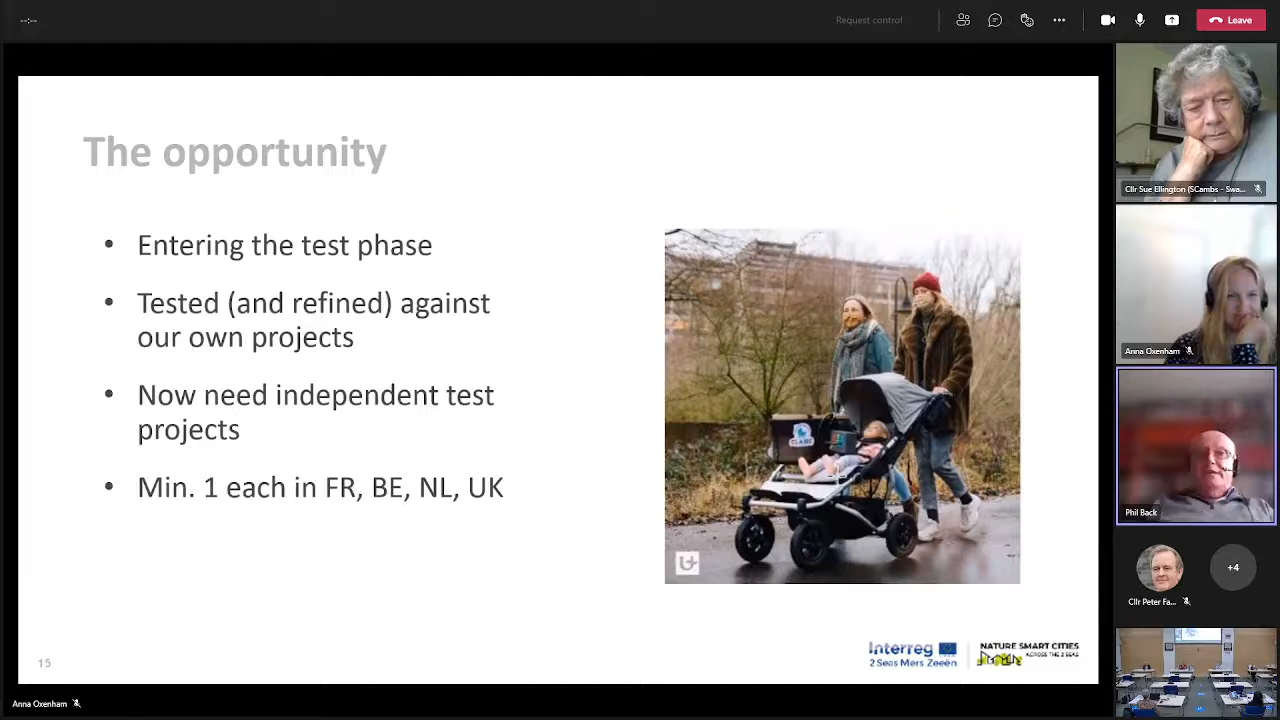 --:--
Request control
Leave
The opportunity
• Entering the test phase
• Tested (and refined) against
our own projects
• Now need independent test
projects
• Min. 1 each in FR, BE, NL, UK
CLABS
15
Interreg
2 Seas Mers Zeeën
NATURE SMART CITIES
ACROSS THE 2 SEAS
Anna Oxenham
Cllr Sue Ellington (SCambs - Swa...
Anna Oxenham
Phil Back
Cllr Peter Fa...
+4